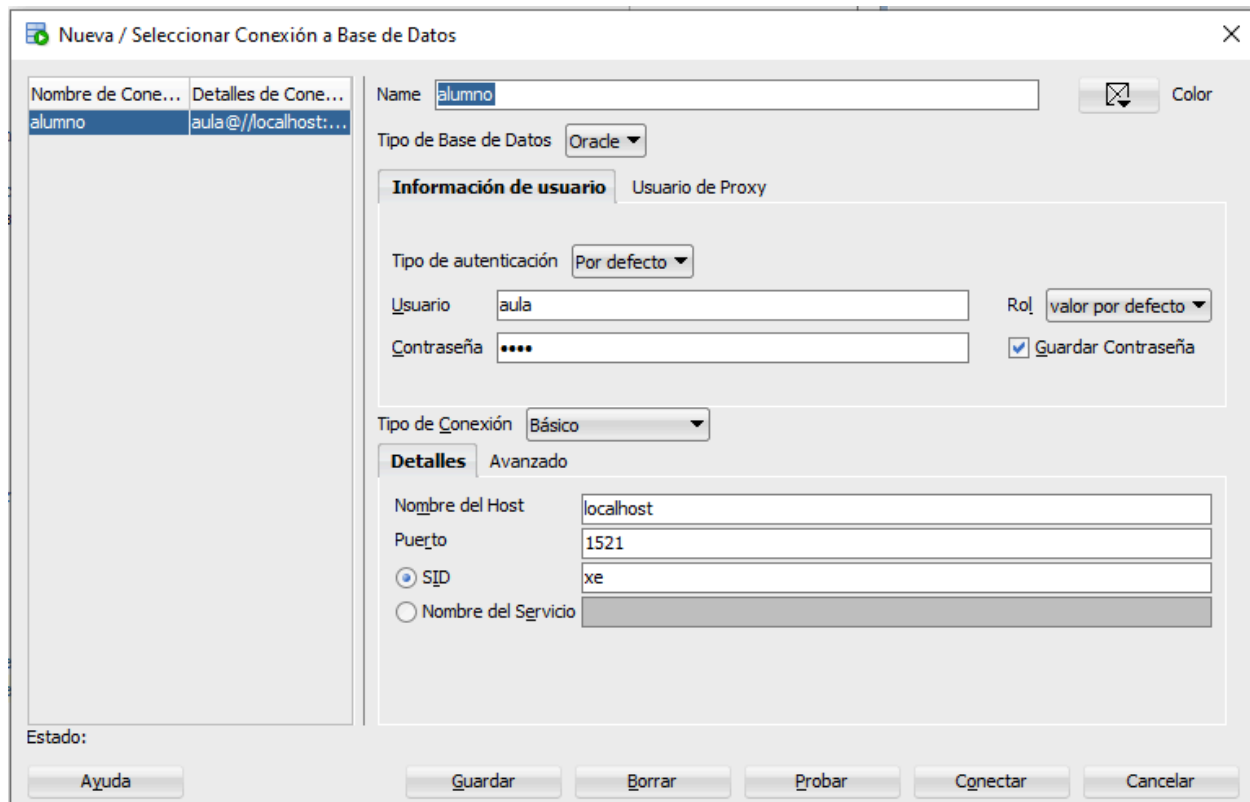 Nueva / Seleccionar Conexión a Base de Datos
Nombre de Cone... Detalles de Cone...
alumno aula@//localhost:...
Name alumno Color
Tipo de Base de Datos Oracle
Información de usuario Usuario de Proxy
Tipo de autenticación Por defecto
Usuario aula Rol valor por defecto
Contraseña •••• Guardar Contraseña
Tipo de Conexión Básico
Detalles Avanzado
Nombre del Host localhost
Puerto 1521
SID xe
Nombre del Servicio
Estado:
Ayuda Guardar Borrar Probar Conectar Cancelar